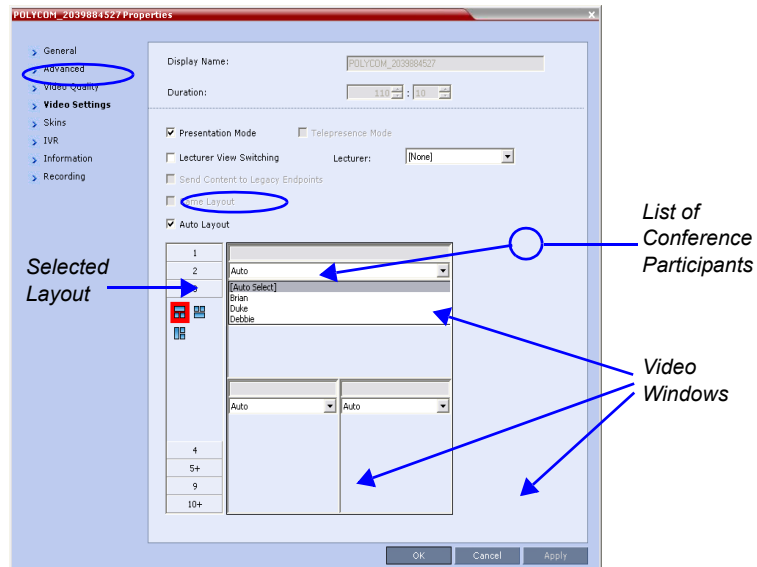 POLYCOM_2039884527 Properties
General
Advanced
Video Quality
Video Settings
Skins
IVR
Information
Recording
Display Name: POLYCOM_2039884527
Duration: 110 : 10
Presentation Mode Telepresence Mode
Lecturer View Switching Lecturer: [None]
Send Content to Legacy Endpoints
Same Layout
Auto Layout
1
2
3
4
5+
9
10+
Auto
[Auto Select]
Brian
Duke
Debbie
Auto Auto
OK Cancel Apply
Selected
Layout
List of
Conference
Participants
Video
Windows